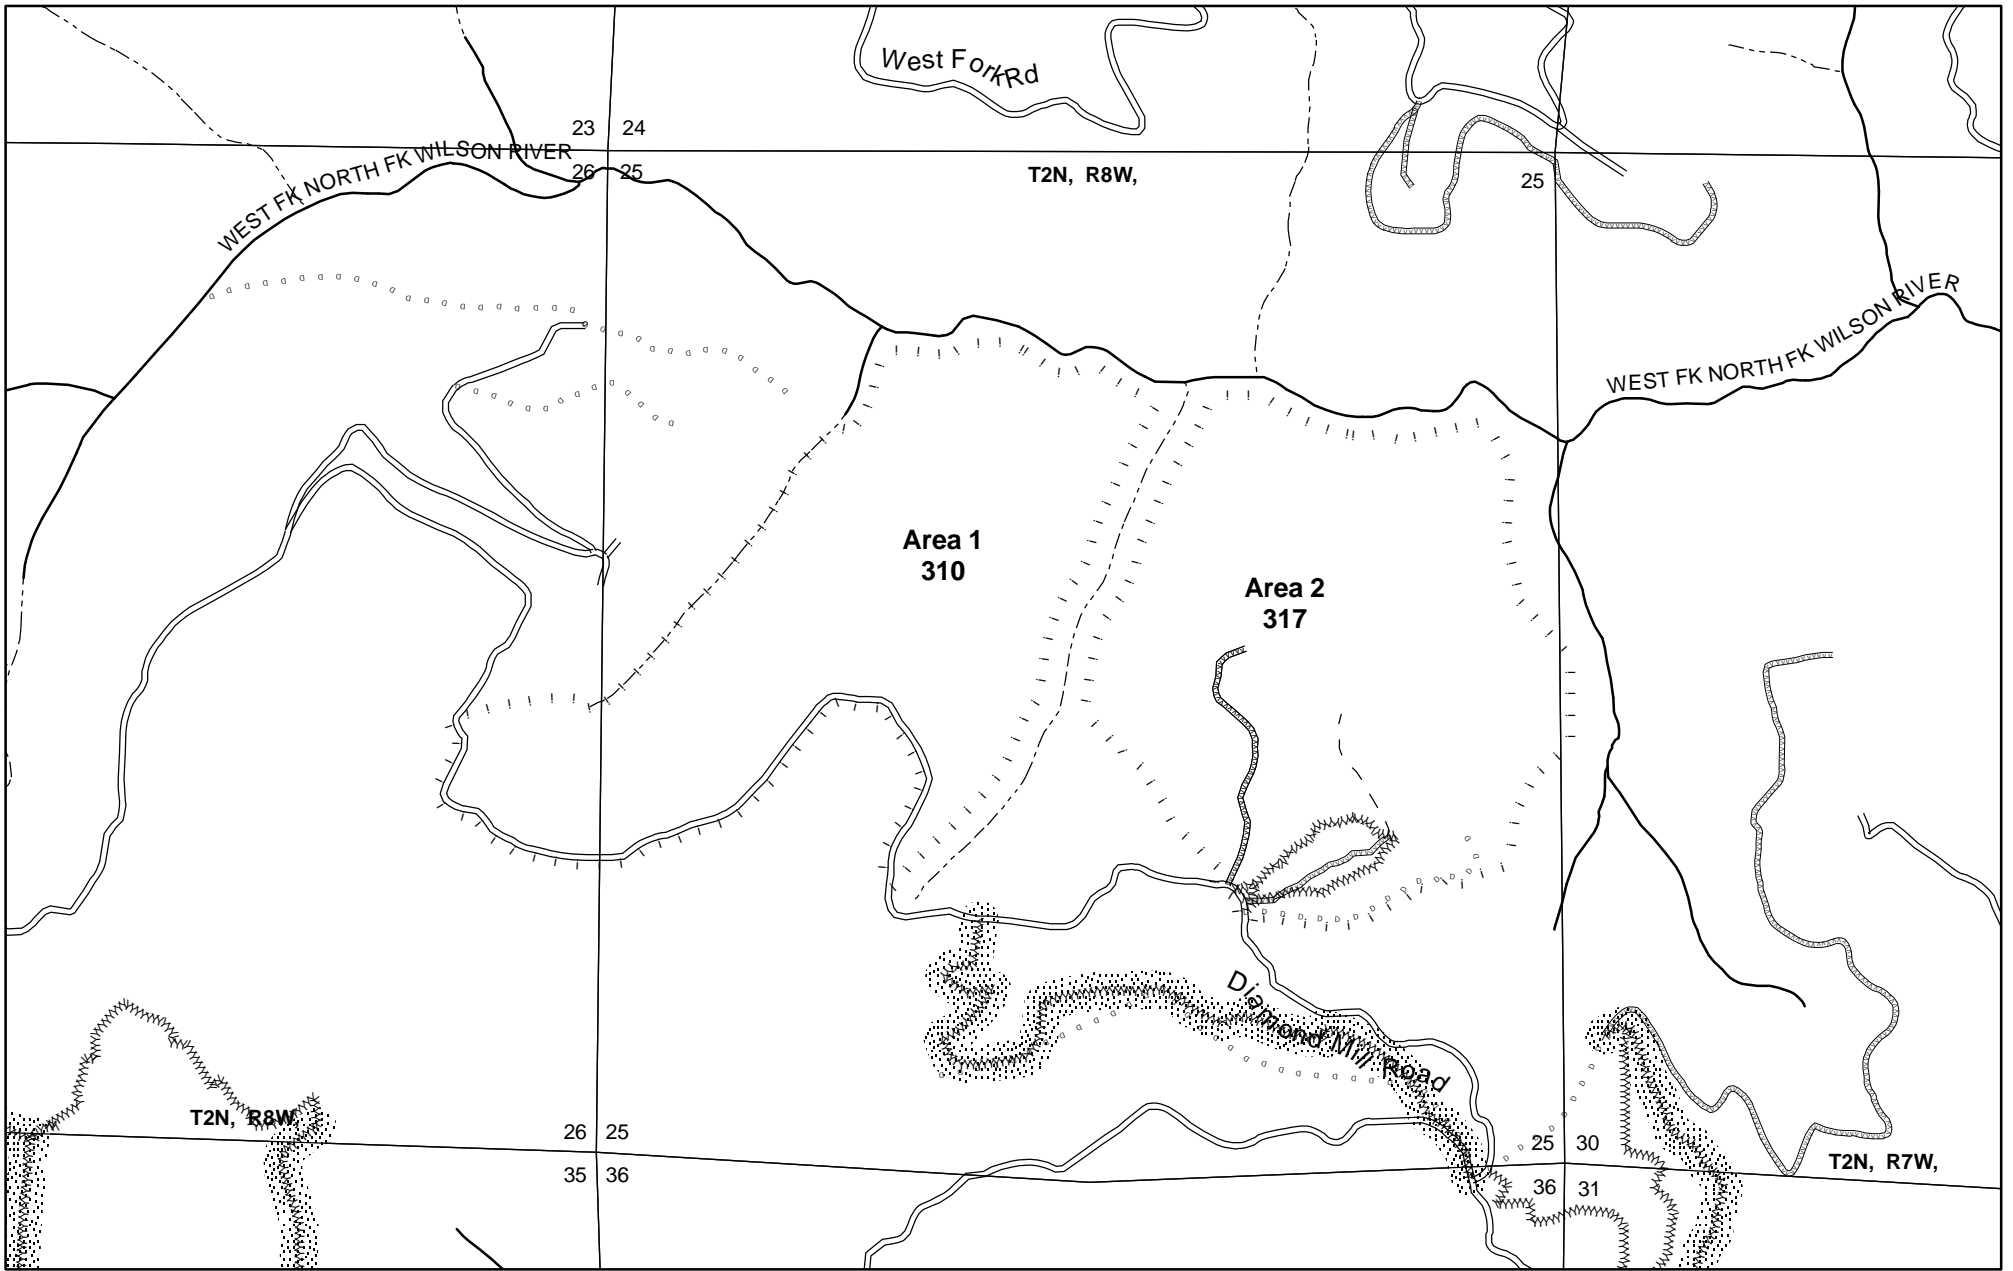 West Fork Rd
23 24
WEST FK NORTH FK WILSON RIVER
26 25
T2N, R8W,
25
WEST FK NORTH FK WILSON RIVER
Area 1
310
Area 2
317
Diamond Mill Road
T2N, R8W,
26 25
35 36
25 30
36 31
T2N, R7W,